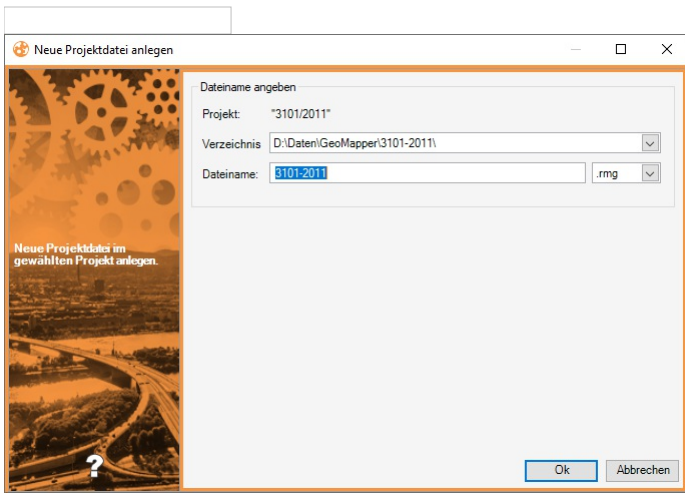 Neue Projektdatei anlegen
Dateiname angeben
Projekt: "3101/2011"
Verzeichnis D:\Daten\GeoMapper\3101-2011\
Dateiname: 3101-2011 .rmg
Neue Projektdatei im
gewählten Projekt anlegen.
?
Ok Abbrechen